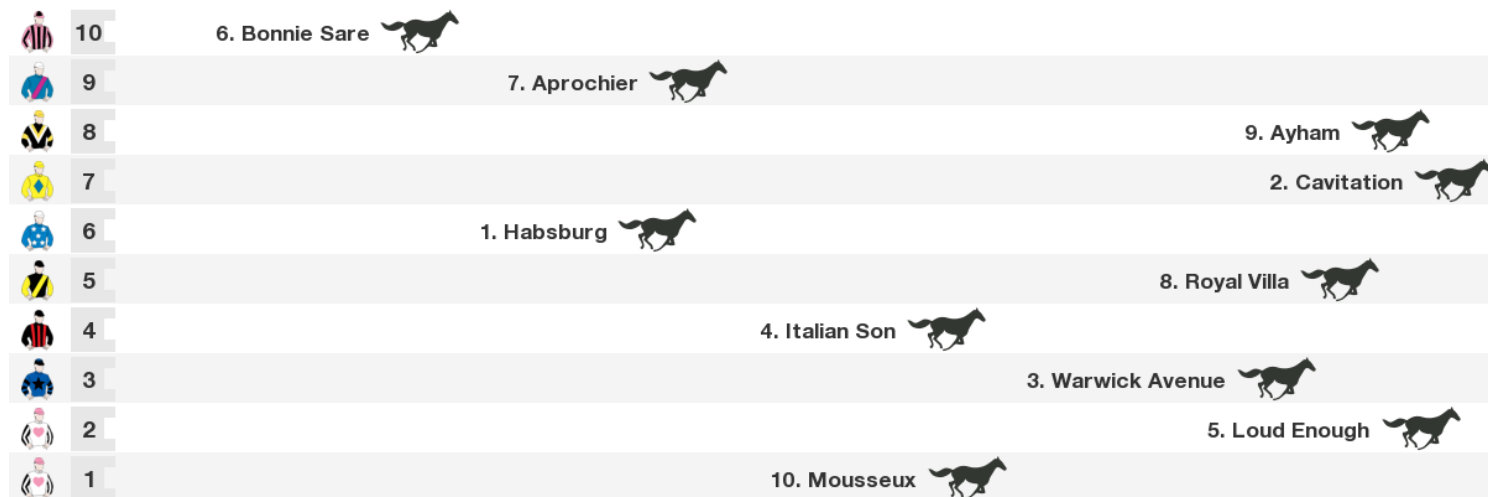 10 6. Bonnie Sare
9 7. Aprochier
8 9. Ayham
7 2. Cavitation
6 1. Habsburg
5 8. Royal Villa
4 4. Italian Son
3 3. Warwick Avenue
2 5. Loud Enough
1 10. Mousseux